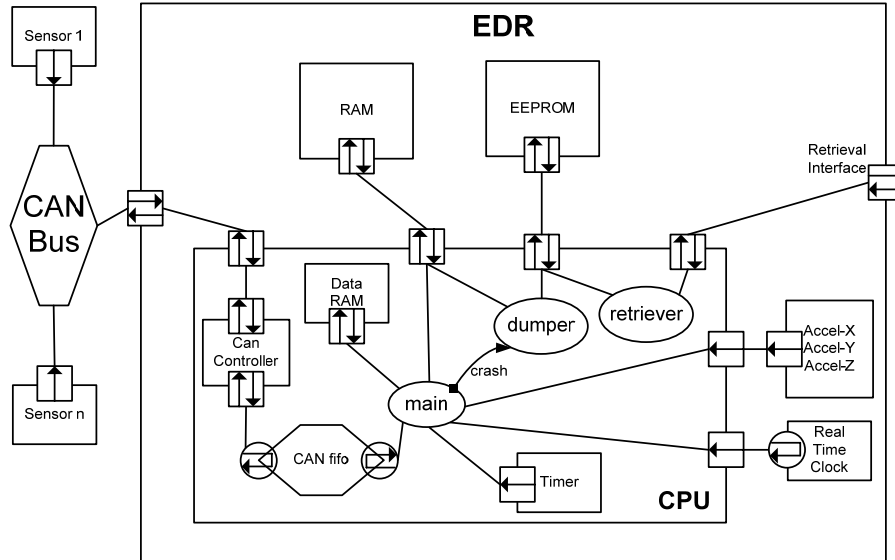 EDR
Sensor 1
RAM
EEPROM
Retrieval
Interface
CAN
Bus
Data
RAM
dumper
retriever
Can
Controller
Accel-X
Accel-Y
Accel-Z
crash
main
Sensor n
CAN fifo
Real
Time
Clock
Timer
CPU